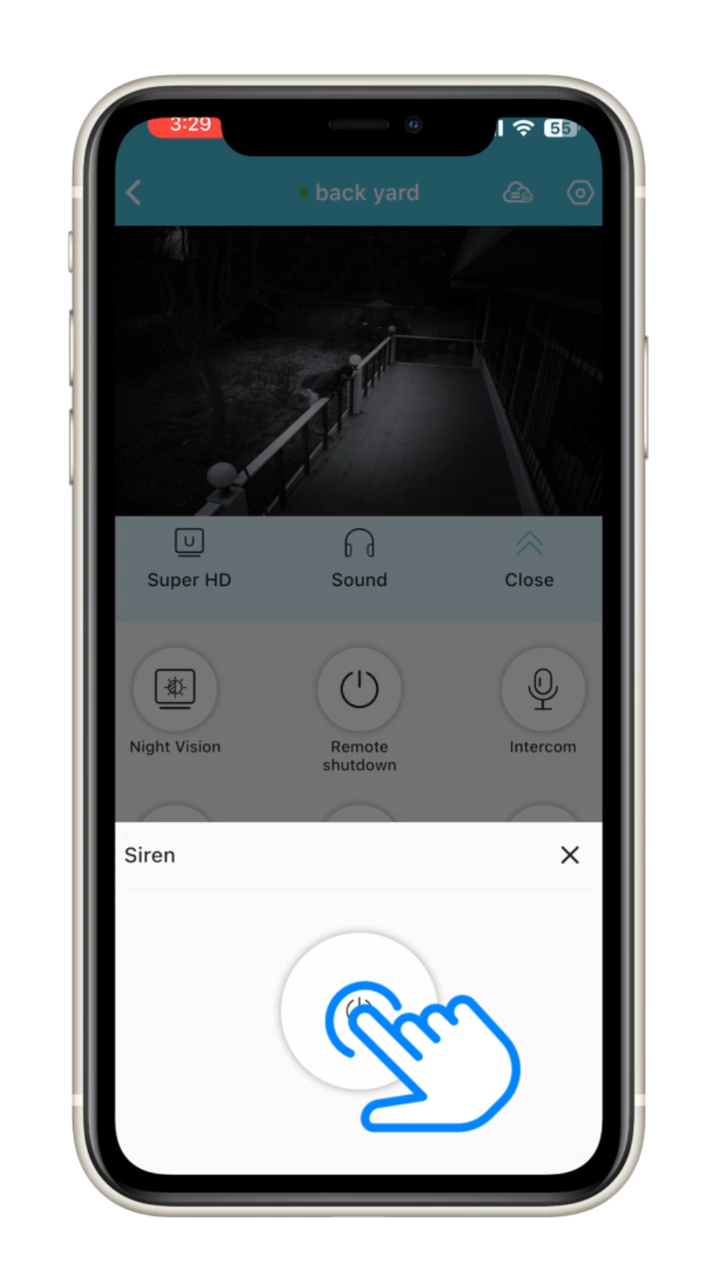 3:29
55
back yard
Super HD
Sound
Close
Night Vision
Remote
shutdown
Intercom
Siren